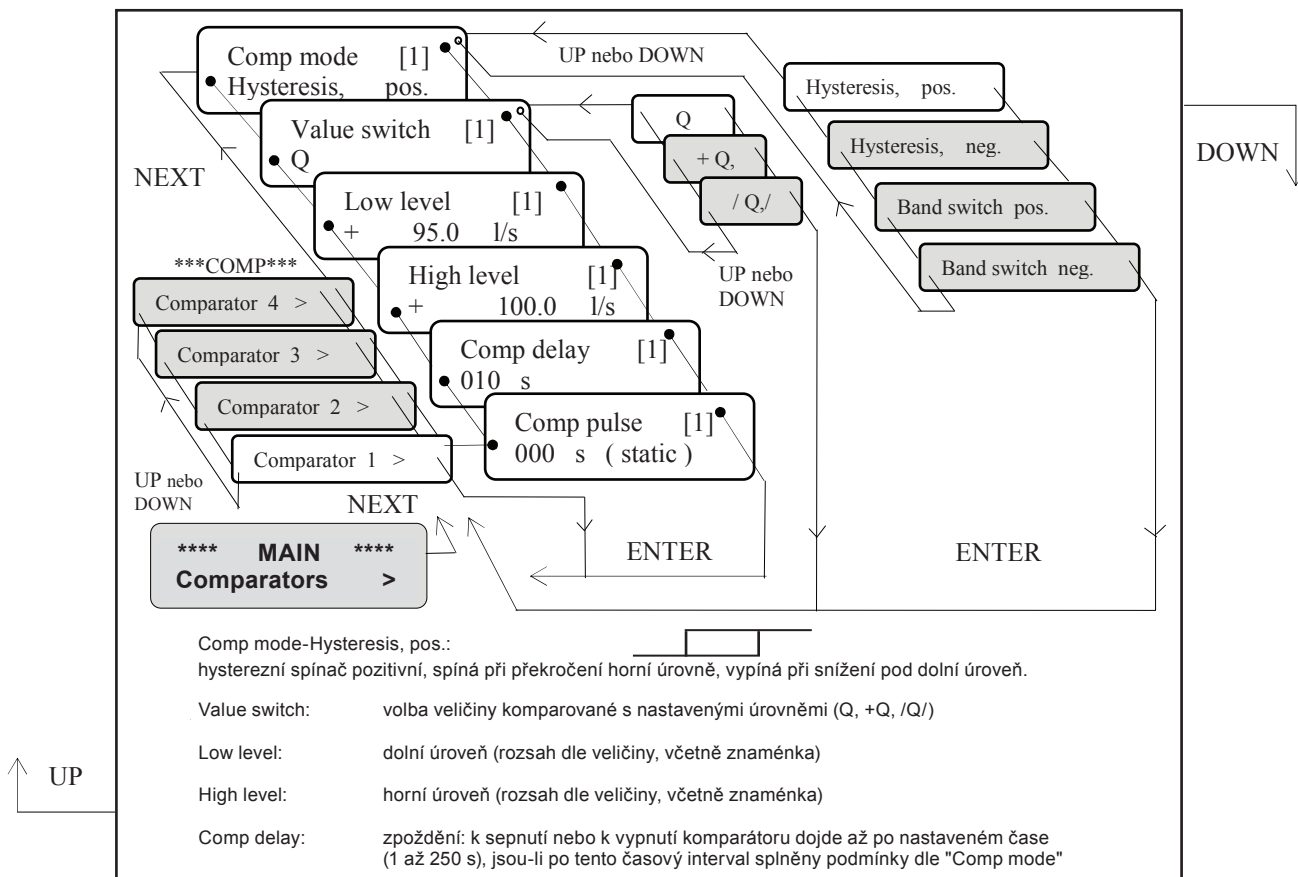 Comp mode [1]
Hysteresis, pos.
UP nebo DOWN
Hysteresis, pos.
Hysteresis, neg.
Band switch pos.
Band switch neg.
DOWN
Value switch [1]
Q
Q
+ Q,
/ Q,/
NEXT
Low level [1]
+ 95.0 l/s
UP nebo
DOWN
***COMP***
High level [1]
+ 100.0 l/s
Comparator 4 >
Comparator 3 >
Comparator 2 >
Comparator 1 >
Comp delay [1]
010 s
Comp pulse [1]
000 s ( static )
UP nebo
DOWN
NEXT
**** MAIN ****
Comparators >
ENTER
ENTER
Comp mode-Hysteresis, pos.:
hysterezní spínač pozitivní, spíná při překročení horní úrovně, vypíná při snížení pod dolní úroveň.
Value switch: volba veličiny komparované s nastavenými úrovněmi (Q, +Q, /Q/)
Low level: dolní úroveň (rozsah dle veličiny, včetně znaménka)
UP
High level: horní úroveň (rozsah dle veličiny, včetně znaménka)
Comp delay: zpoždění: k sepnutí nebo k vypnutí komparátoru dojde až po nastaveném čase
(1 až 250 s), jsou-li po tento časový interval splněny podmínky dle "Comp mode"